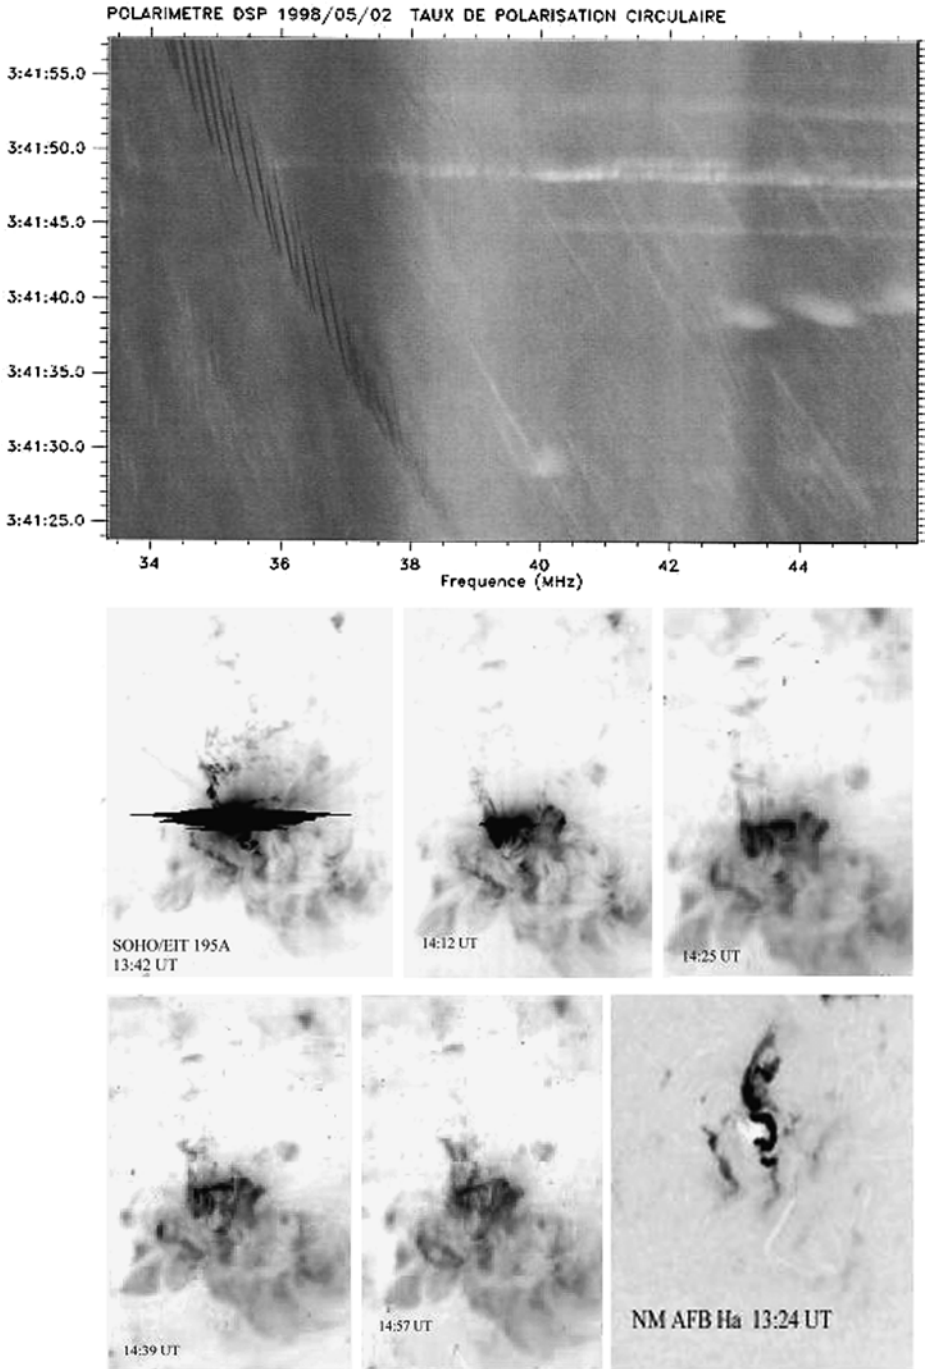 POLARIMETRE DSP 1998/05/02 TAUX DE POLARISATION CIRCULAIRE
3:41:55.0
3:41:50.0
3:41:45.0
3:41:40.0
3:41:35.0
3:41:30.0
3:41:25.0
34 36 38 40 42 44
Frequence (MHz)
SOHO/EIT 195A
13:42 UT
14:12 UT
14:25 UT
14:39 UT
14:57 UT
NM AFB Ha 13:24 UT